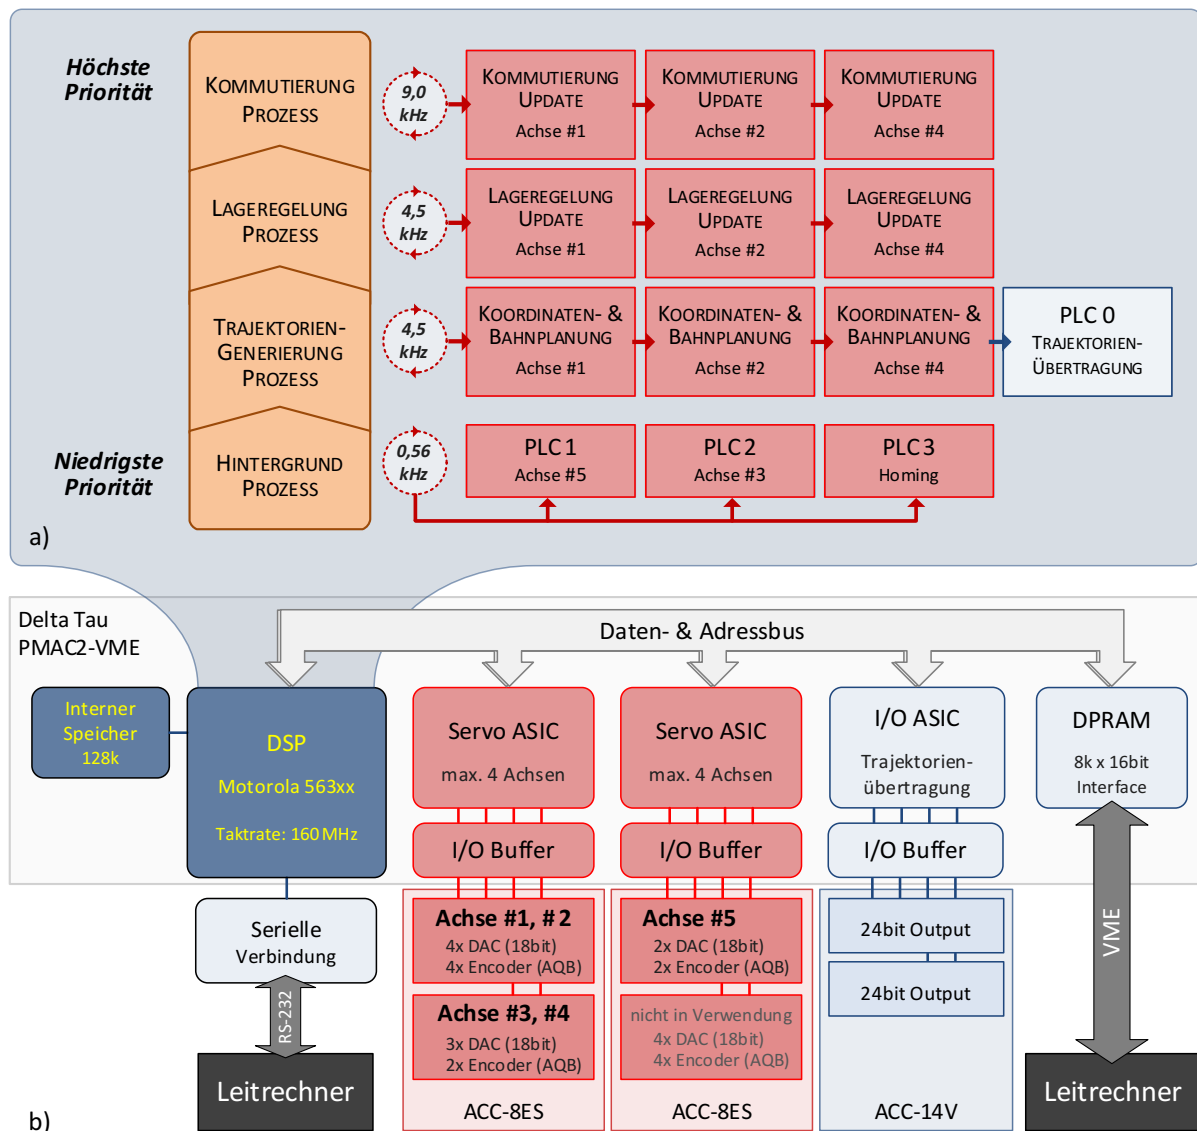 Höchste
Priorität
KOMMUTIERUNG
PROZESS
9,0
kHz
KOMMUTIERUNG
UPDATE
Achse #1
KOMMUTIERUNG
UPDATE
Achse #2
KOMMUTIERUNG
UPDATE
Achse #4
LAGEREGELUNG
PROZESS
4,5
kHz
LAGEREGELUNG
UPDATE
Achse #1
LAGEREGELUNG
UPDATE
Achse #2
LAGEREGELUNG
UPDATE
Achse #4
TRAJEKTORIEN-
GENERIERUNG
PROZESS
4,5
kHz
KOORDINATEN- &
BAHNPLANUNG
Achse #1
KOORDINATEN- &
BAHNPLANUNG
Achse #2
KOORDINATEN- &
BAHNPLANUNG
Achse #4
PLC 0
TRAJEKTORIEN-
ÜBERTRAGUNG
Niedrigste
Priorität
HINTERGRUND
PROZESS
0,56
kHz
PLC 1
Achse #5
PLC 2
Achse #3
PLC 3
Homing
a)
Delta Tau
PMAC2-VME
Daten- & Adressbus
Interner
Speicher
128k
DSP
Motorola 563xx
Taktrate: 160 MHz
Servo ASIC
max. 4 Achsen
Servo ASIC
max. 4 Achsen
I/O ASIC
Trajektorien-
übertragung
DPRAM
8k x 16bit
Interface
I/O Buffer
I/O Buffer
I/O Buffer
Serielle
Verbindung
RS-232
Leitrechner
Achse #1, #2
4x DAC (18bit)
4x Encoder (AQB)
Achse #3, #4
3x DAC (18bit)
2x Encoder (AQB)
ACC-8ES
Achse #5
2x DAC (18bit)
2x Encoder (AQB)
nicht in Verwendung
4x DAC (18bit)
4x Encoder (AQB)
ACC-8ES
24bit Output
24bit Output
ACC-14V
VME
Leitrechner
b)